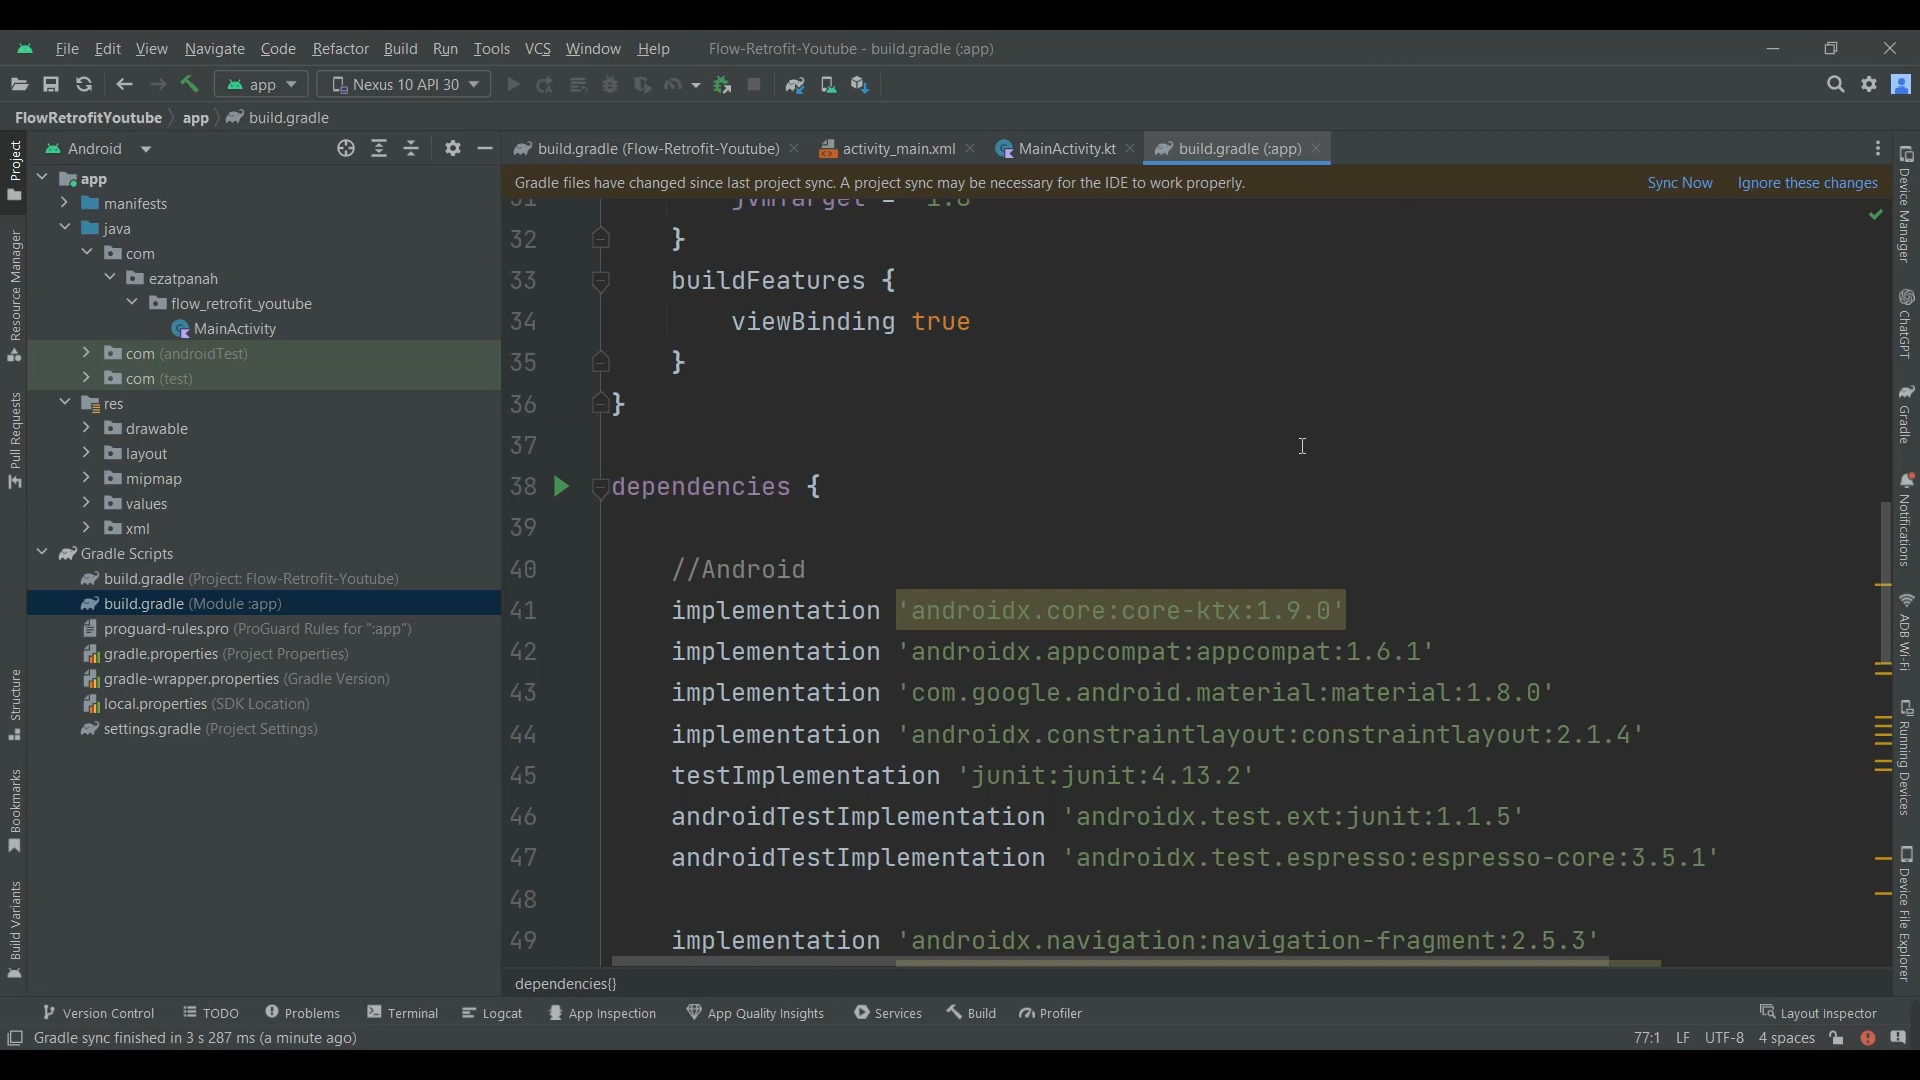 File Edit View Navigate Code Refactor Build Run Tools VCS Window Help Flow-Retrofit-Youtube - build.gradle (:app)
app Nexus 10 API 30
FlowRetrofitYoutube app build.gradle
Android
build.gradle (Flow-Retrofit-Youtube) activity_main.xml MainActivity.kt build.gradle (:app)
Gradle files have changed since last project sync. A project sync may be necessary for the IDE to work properly. Sync Now Ignore these changes
Project
Resource Manager
Pull Requests
Structure
Bookmarks
Build Variants
app
manifests
java
com
ezatpanah
flow_retrofit_youtube
MainActivity
com (androidTest)
com (test)
res
drawable
layout
mipmap
values
xml
Gradle Scripts
build.gradle (Project: Flow-Retrofit-Youtube)
build.gradle (Module :app)
proguard-rules.pro (ProGuard Rules for ":app")
gradle.properties (Project Properties)
gradle-wrapper.properties (Gradle Version)
local.properties (SDK Location)
settings.gradle (Project Settings)
31 jvmTarget = '1.8'
32 }
33 buildFeatures {
34 viewBinding true
35 }
36 }
37
38 dependencies {
39
40 //Android
41 implementation 'androidx.core:core-ktx:1.9.0'
42 implementation 'androidx.appcompat:appcompat:1.6.1'
43 implementation 'com.google.android.material:material:1.8.0'
44 implementation 'androidx.constraintlayout:constraintlayout:2.1.4'
45 testImplementation 'junit:junit:4.13.2'
46 androidTestImplementation 'androidx.test.ext:junit:1.1.5'
47 androidTestImplementation 'androidx.test.espresso:espresso-core:3.5.1'
48
49 implementation 'androidx.navigation:navigation-fragment:2.5.3'
dependencies{}
Device Manager
ChatGPT
Gradle
Notifications
ADB Wi-Fi
Running Devices
Device File Explorer
Version Control TODO Problems Terminal Logcat App Inspection App Quality Insights Services Build Profiler Layout Inspector
Gradle sync finished in 3 s 287 ms (a minute ago) 77:1 LF UTF-8 4 spaces